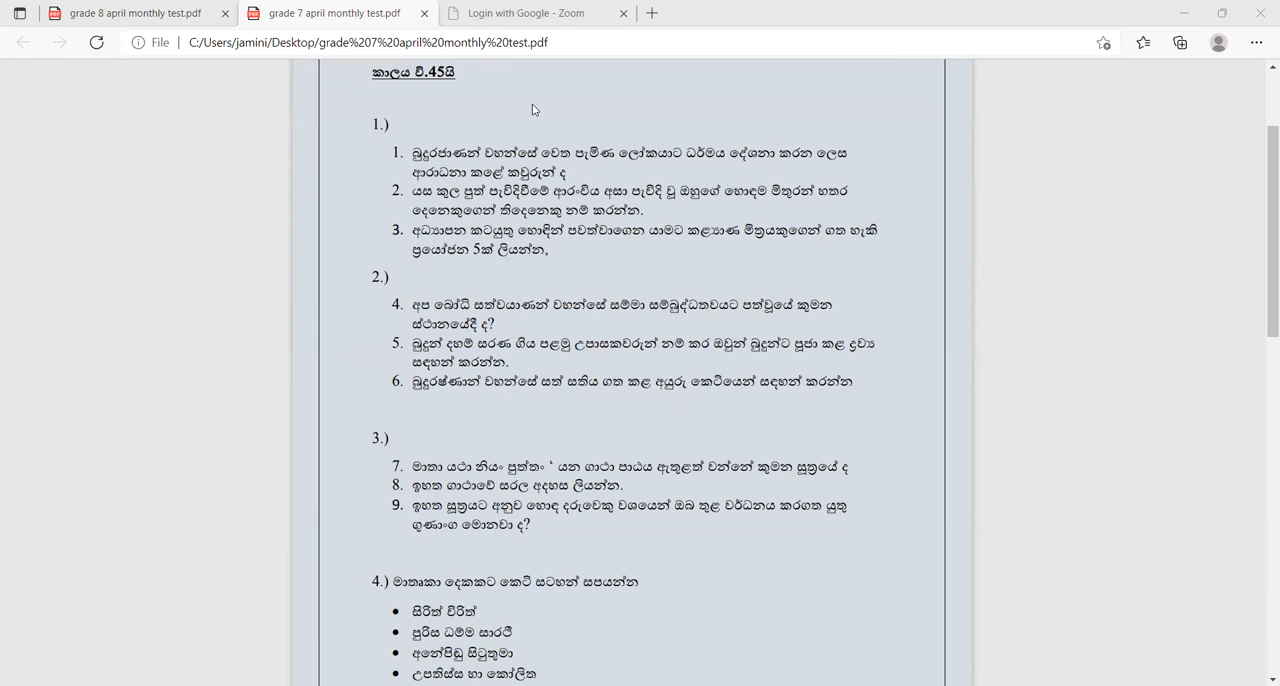 grade 8 april monthly test.pdf
grade 7 april monthly test.pdf
Login with Google - Zoom
File
C:/Users/jamini/Desktop/grade%207%20april%20monthly%20test.pdf
කාලය වි.45යි
1.)
1. බුදුරජාණන් වහන්සේ වෙත පැමිණ ලෝකයාට ධර්මය දේශනා කරන ලෙස
ආරාධනා කළේ කවුරුන් ද
2. යස කුල පුත් පැවිදිවීමේ ආරංචිය අසා පැවිදි වූ ඔහුගේ හොඳම මිතුරන් හතර
දෙනෙකුගෙන් තිදෙනෙකු නම් කරන්න.
3. අධ්‍යාපන කටයුතු හොඳින් පවත්වාගෙන යාමට කළ්‍යාණ මිත්‍රයකුගෙන් ගත හැකි
ප්‍රයෝජන 5ක් ලියන්න,
2.)
4. අප බෝධි සත්වයාණන් වහන්සේ සම්මා සම්බුද්ධත්වයට පත්වූයේ කුමන
ස්ථානයේදී ද?
5. බුදුන් දහම් සරණ ගිය පළමු උපාසකවරුන් නම් කර ඔවුන් බුදුන්ට පූජා කළ ද්‍රව්‍ය
සඳහන් කරන්න.
6. බුදුරෂ්ණාන් වහන්සේ සත් සතිය ගත කළ අයුරු කෙටියෙන් සඳහන් කරන්න
3.)
7. මාතා යථා නියං පුත්තං ‘ යන ගාථා පාඨය ඇතුළත් වන්නේ කුමන සූත්‍රයේ ද
8. ඉහත ගාථාවේ සරල අදහස ලියන්න.
9. ඉහත සූත්‍රයට අනුව හොඳ දරුවෙකු වශයෙන් ඔබ තුළ වර්ධනය කරගත යුතු
ගුණාංග මොනවා ද?
4.) මාතෘකා දෙකකට කෙටි සටහන් සපයන්න
• සිරිත් විරිත්
• පුරිස ධම්ම සාරථී
• අනේපිඬු සිටුතුමා
• උපතිස්ස හා කෝලිත